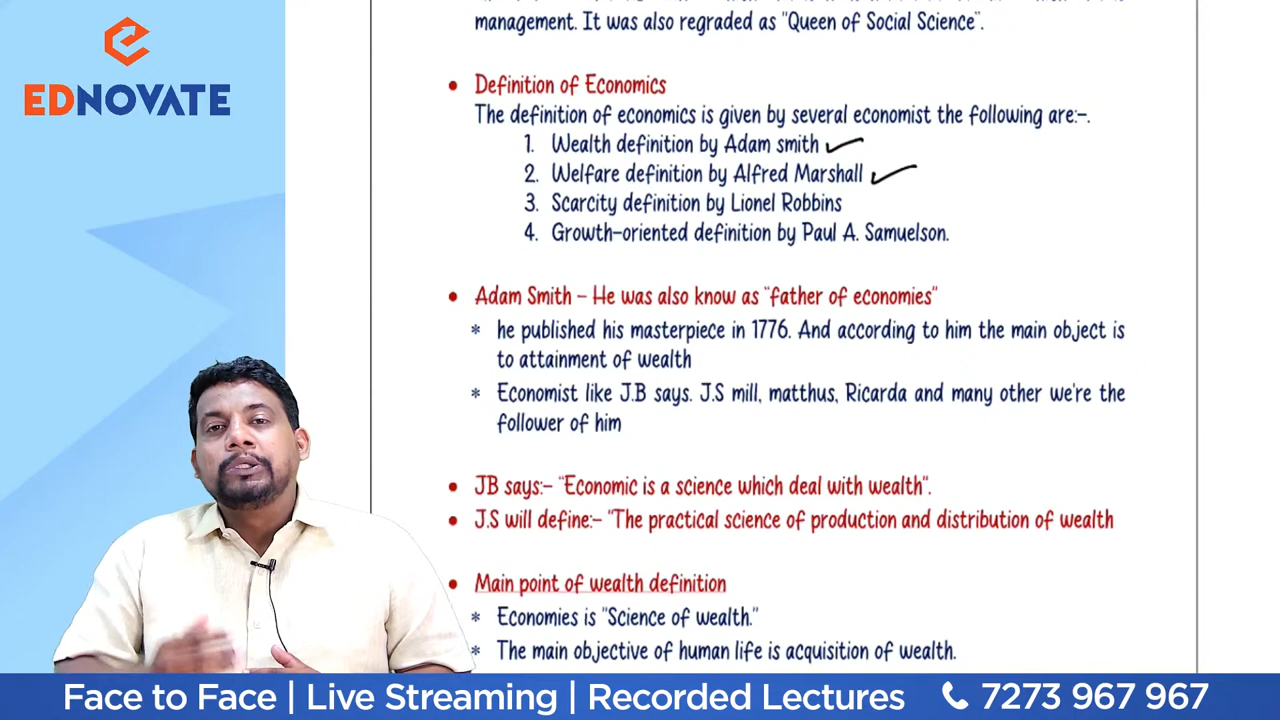 EDNOVATE
management. It was also regraded as "Queen of Social Science".
• Definition of Economics
The definition of economics is given by several economist the following are:-.
1. Wealth definition by Adam smith
2. Welfare definition by Alfred Marshall
3. Scarcity definition by Lionel Robbins
4. Growth-oriented definition by Paul A. Samuelson.
• Adam Smith – He was also know as "father of economies"
* he published his masterpiece in 1776. And according to him the main object is
to attainment of wealth
* Economist like J.B says. J.S mill, matthus, Ricarda and many other we're the
follower of him
• JB says:- "Economic is a science which deal with wealth".
• J.S will define:- "The practical science of production and distribution of wealth
• Main point of wealth definition
* Economies is "Science of wealth."
* The main objective of human life is acquisition of wealth.
Face to Face | Live Streaming | Recorded Lectures 7273 967 967